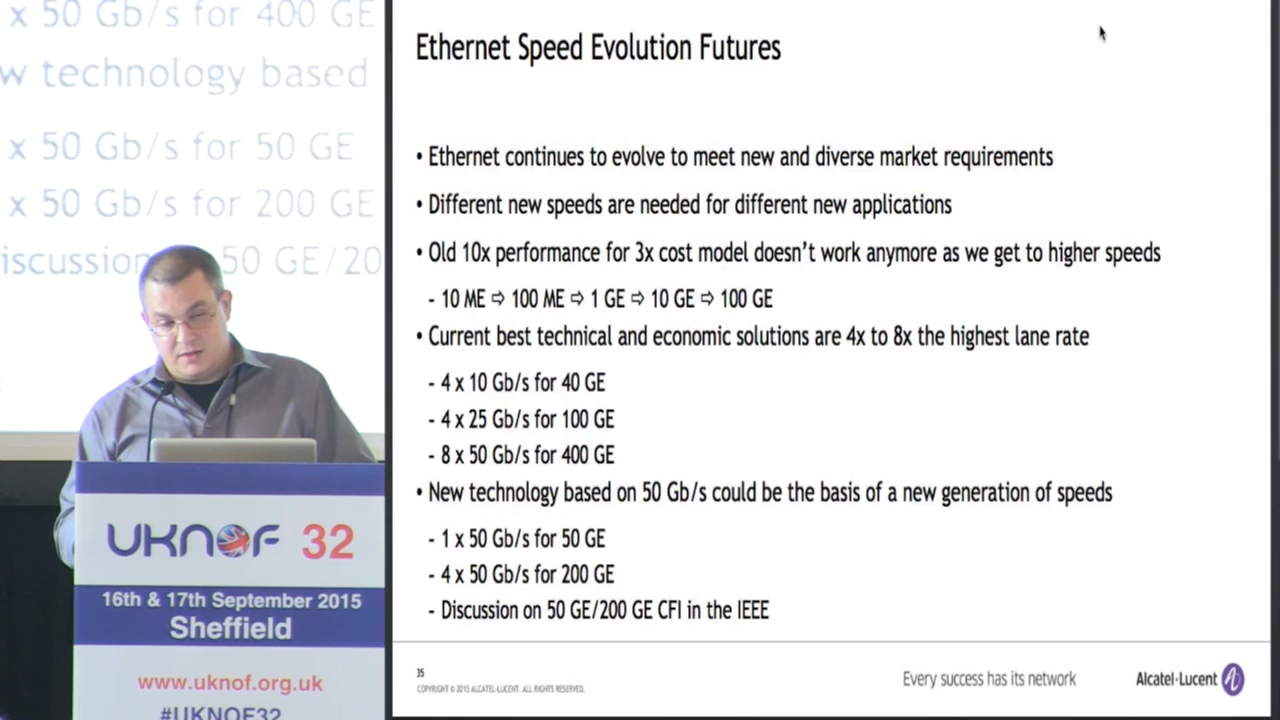 x 50 Gb/s for 400 GE
w technology based
x 50 Gb/s for 50 GE
x 50 Gb/s for 200 GE
iscussion 50 GE/20
UKNOF 32
16th & 17th September 2015
Sheffield
www.uknof.org.uk
#UKNOF32
Ethernet Speed Evolution Futures
• Ethernet continues to evolve to meet new and diverse market requirements
• Different new speeds are needed for different new applications
• Old 10x performance for 3x cost model doesn't work anymore as we get to higher speeds
- 10 ME ⇨ 100 ME ⇨ 1 GE ⇨ 10 GE ⇨ 100 GE
• Current best technical and economic solutions are 4x to 8x the highest lane rate
- 4 x 10 Gb/s for 40 GE
- 4 x 25 Gb/s for 100 GE
- 8 x 50 Gb/s for 400 GE
• New technology based on 50 Gb/s could be the basis of a new generation of speeds
- 1 x 50 Gb/s for 50 GE
- 4 x 50 Gb/s for 200 GE
- Discussion on 50 GE/200 GE CFI in the IEEE
35
COPYRIGHT © 2015 ALCATEL-LUCENT. ALL RIGHTS RESERVED.
Every success has its network
Alcatel·Lucent